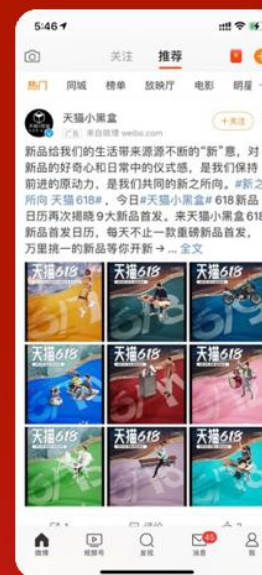 5:46
关注 推荐
热门 同城 榜单 放映厅 电影 明星
天猫小黑盒
+关注
广告 来自微博 weibo.com
新品给我们的生活带来源源不断的“新”意，对
新品的好奇心和日常中的仪式感，是我们保持
前进的原动力，是我们共同的新之所向。#新之
所向 天猫 618#，今日#天猫小黑盒# 618 新品
日历再次揭晓 9 大新品首发。来天猫小黑盒 618
新品首发日历，每天不止一款重磅新品首发，
万里挑一的新品等你开新→ ... 全文
天猫618 天猫618 天猫618
天猫618 天猫618 天猫618
天猫618 天猫618 天猫618
45
微博 视频号 发现 消息 我